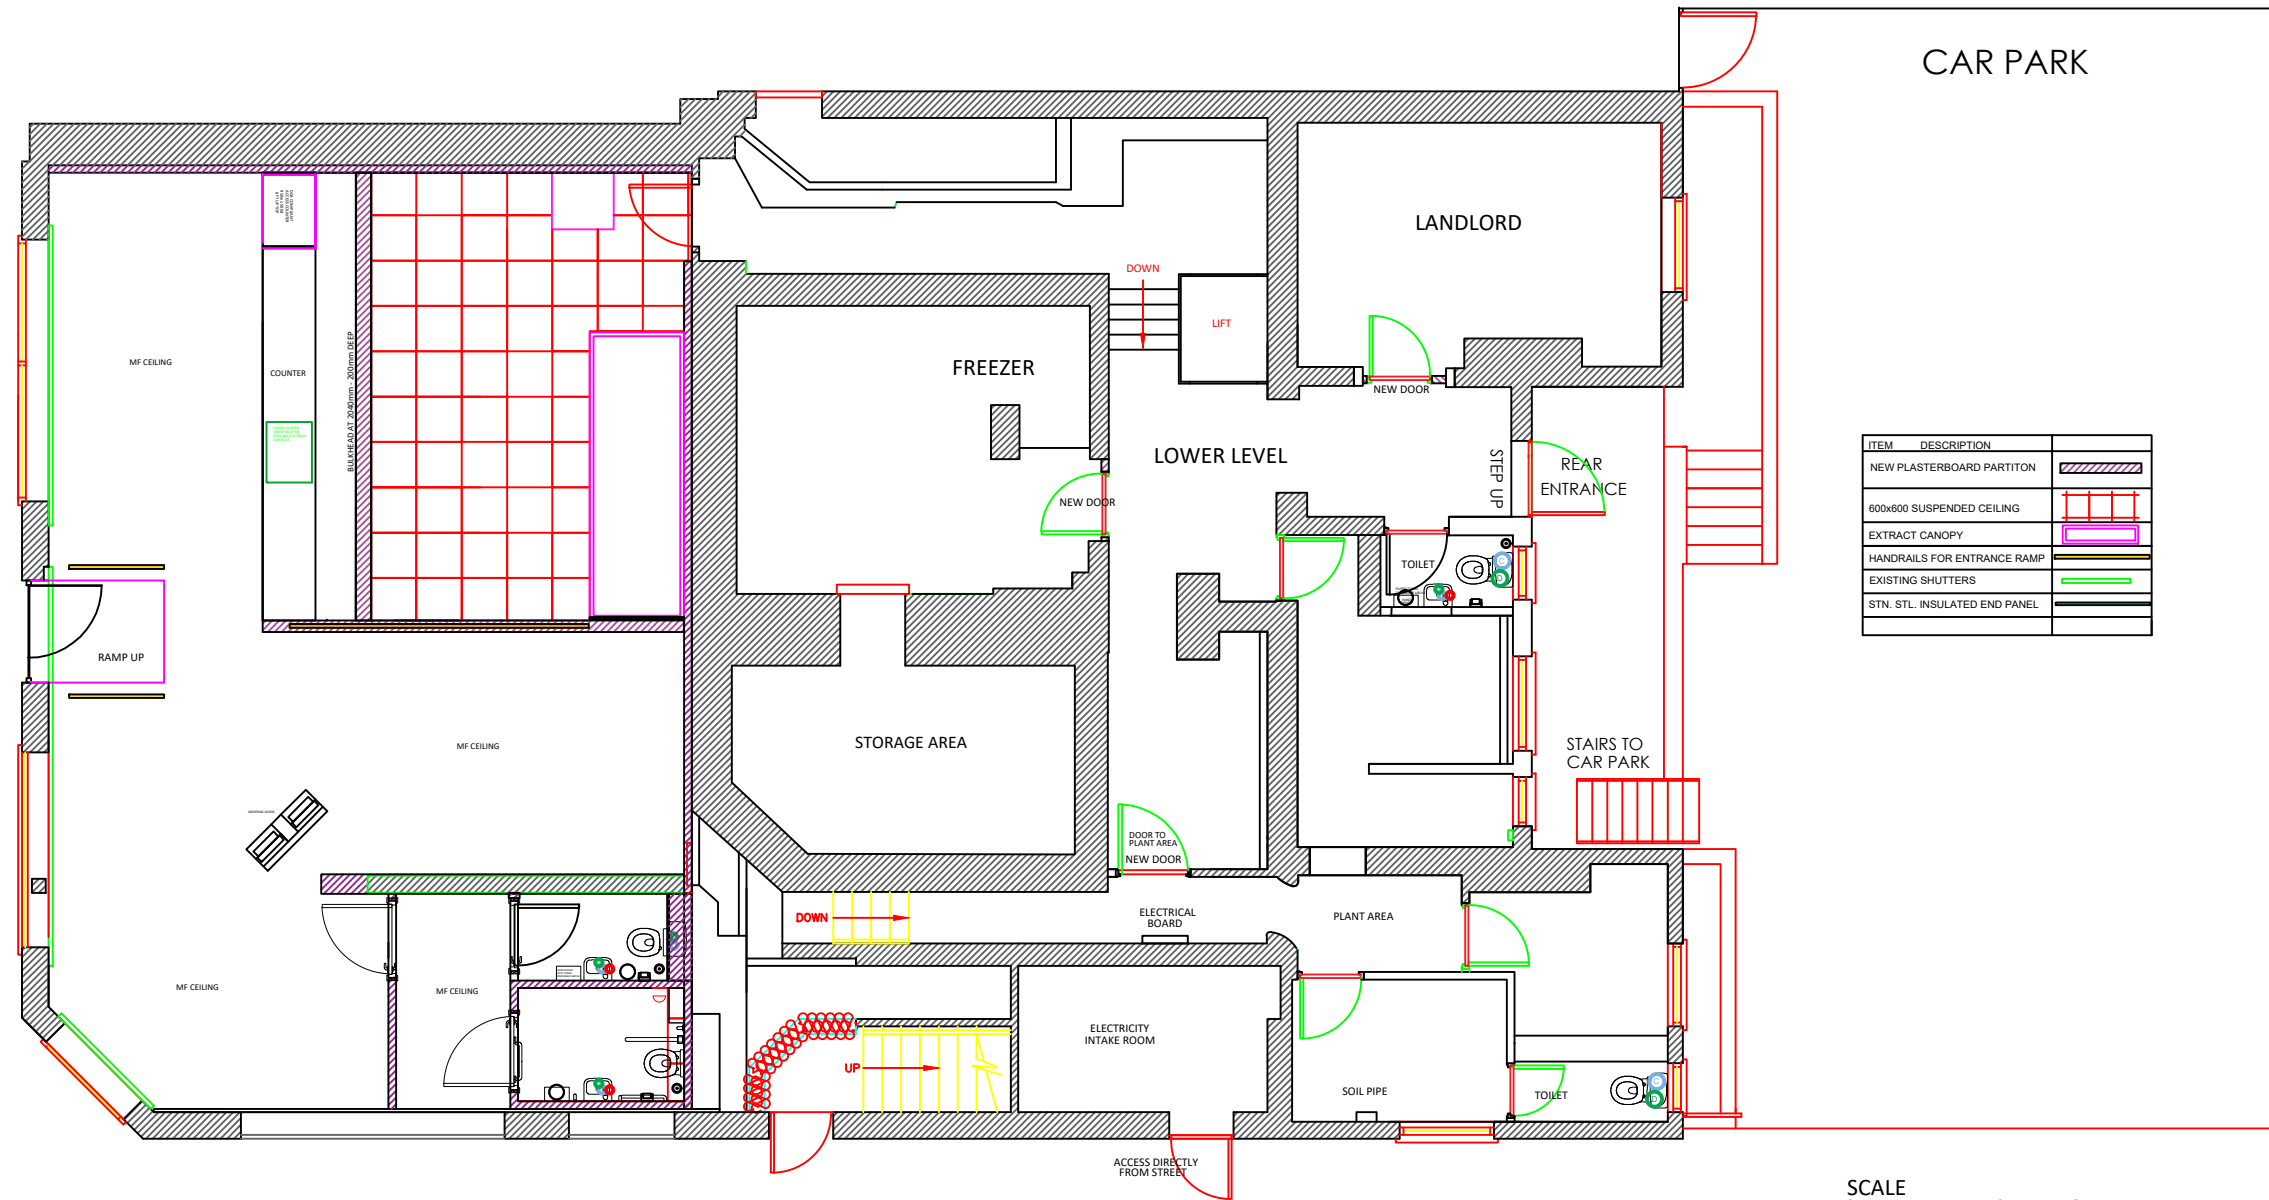 CAR PARK
LANDLORD
DOWN
LIFT
FREEZER
MF CEILING
COUNTER
BULKHEAD AT 2040mm - 200mm DEEP
NEW DOOR
LOWER LEVEL
STEP UP
REAR
ENTRANCE
NEW DOOR
TOILET
ITEM DESCRIPTION
NEW PLASTERBOARD PARTITON
600x600 SUSPENDED CEILING
EXTRACT CANOPY
HANDRAILS FOR ENTRANCE RAMP
EXISTING SHUTTERS
STN. STL. INSULATED END PANEL
RAMP UP
MF CEILING
STORAGE AREA
STAIRS TO
CAR PARK
DOOR TO
PLANT AREA
NEW DOOR
DOWN
ELECTRICAL
BOARD
PLANT AREA
MF CEILING
MF CEILING
ELECTRICITY
INTAKE ROOM
UP
SOIL PIPE
TOILET
ACCESS DIRECTLY
FROM STREET
SCALE